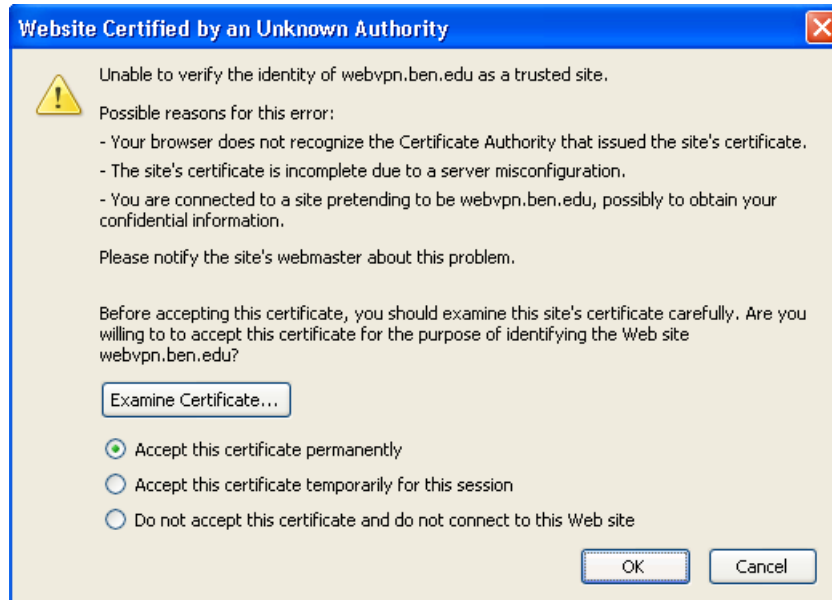 Website Certified by an Unknown Authority
Unable to verify the identity of webvpn.ben.edu as a trusted site.
Possible reasons for this error:
- Your browser does not recognize the Certificate Authority that issued the site's certificate.
- The site's certificate is incomplete due to a server misconfiguration.
- You are connected to a site pretending to be webvpn.ben.edu, possibly to obtain your
confidential information.
Please notify the site's webmaster about this problem.
Before accepting this certificate, you should examine this site's certificate carefully. Are you
willing to to accept this certificate for the purpose of identifying the Web site
webvpn.ben.edu?
Examine Certificate...
Accept this certificate permanently
Accept this certificate temporarily for this session
Do not accept this certificate and do not connect to this Web site
OK Cancel